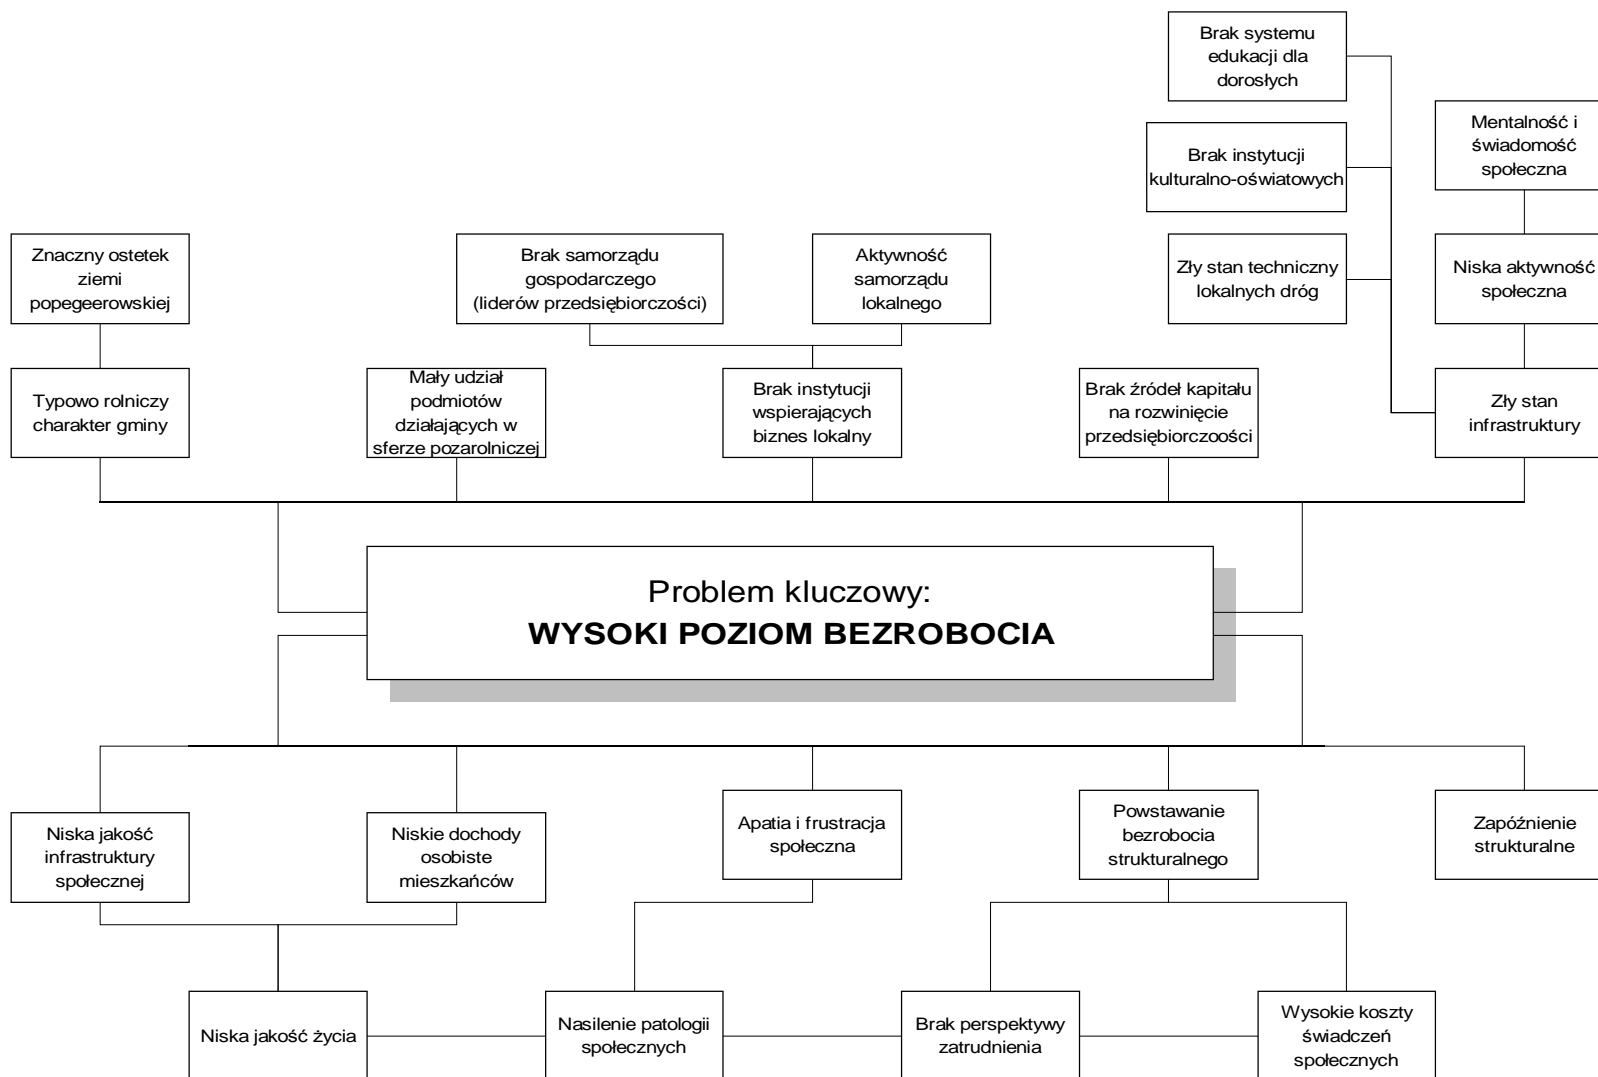 Brak systemu
edukacji dla
dorosłych
Mentalność i
świadomość
społeczna
Brak instytucji
kulturalno-oświatowych
Znaczny ostetek
ziemi
popegeerowskiej
Brak samorządu
gospodarczego
(liderów przedsiębiorczości)
Aktywność
samorządu
lokalnego
Zły stan techniczny
lokalnych dróg
Niska aktywność
społeczna
Typowo rolniczy
charakter gminy
Mały udział
podmiotów
działających w
sferze pozarolniczej
Brak instytucji
wspierających
biznes lokalny
Brak źródeł kapitału
na rozwinięcie
przedsiębiorczoości
Zły stan
infrastruktury
Problem kluczowy:
WYSOKI POZIOM BEZROBOCIA
Niska jakość
infrastruktury
społecznej
Niskie dochody
osobiste
mieszkańców
Apatia i frustracja
społeczna
Powstawanie
bezrobocia
strukturalnego
Zapóźnienie
strukturalne
Niska jakość życia
Nasilenie patologii
społecznych
Brak perspektywy
zatrudnienia
Wysokie koszty
świadczeń
społecznych